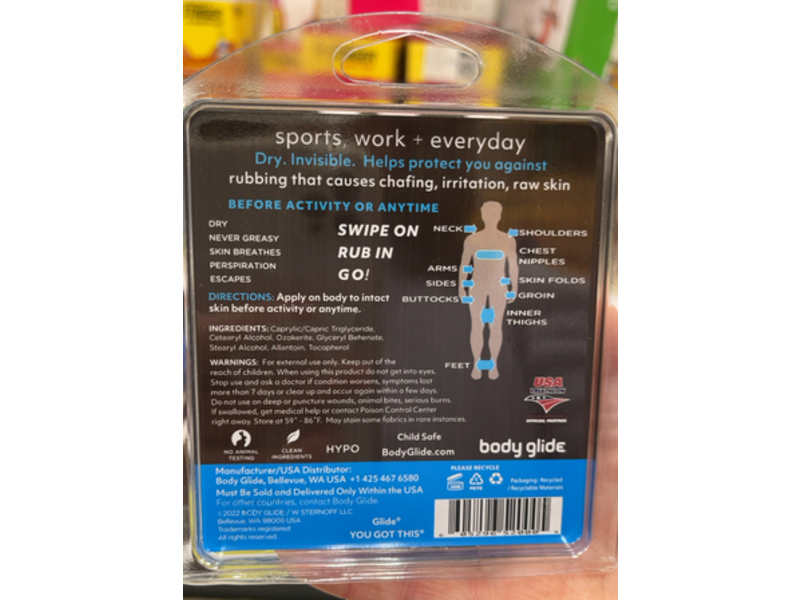 sports, work + everyday
Dry. Invisible. Helps protect you against
rubbing that causes chafing, irritation, raw skin
BEFORE ACTIVITY OR ANYTIME
DRY
NEVER GREASY
SKIN BREATHES
PERSPIRATION
ESCAPES
SWIPE ON
RUB IN
GO!
NECK
SHOULDERS
CHEST
NIPPLES
ARMS
SIDES
SKIN FOLDS
BUTTOCKS
GROIN
INNER
THIGHS
FEET
DIRECTIONS: Apply on body to intact
skin before activity or anytime.
INGREDIENTS: Caprylic/Capric Triglyceride,
Cetearyl Alcohol, Ozokerite, Glyceryl Behenate,
Stearyl Alcohol, Allantoin, Tocopherol
WARNINGS: For external use only. Keep out of the
reach of children. When using this product do not get into eyes.
Stop use and ask a doctor if condition worsens, symptoms last
more than 7 days or clear up and occur again within a few days.
Do not use on deep or puncture wounds, animal bites, serious burns.
If swallowed, get medical help or contact Poison Control Center
right away. Store at 59° - 86°F. May stain some fabrics in rare instances.
USA
TRIATHLON
OFFICIAL PARTNER
NO ANIMAL
TESTING
CLEAN
INGREDIENTS
HYPO
Child Safe
BodyGlide.com
body glide
Manufacturer/USA Distributor:
Body Glide, Bellevue, WA USA +1 425 467 6580
Must Be Sold and Delivered Only Within the USA
For other countries, contact Body Glide.
©2022 BODY GLIDE / W STERNOFF LLC
Bellevue, WA 98005 USA
Trademarks registered
All rights reserved.
Glide®
YOU GOT THIS®
PLEASE RECYCLE
PETE
Packaging: Recycled
/ Recyclable Materials